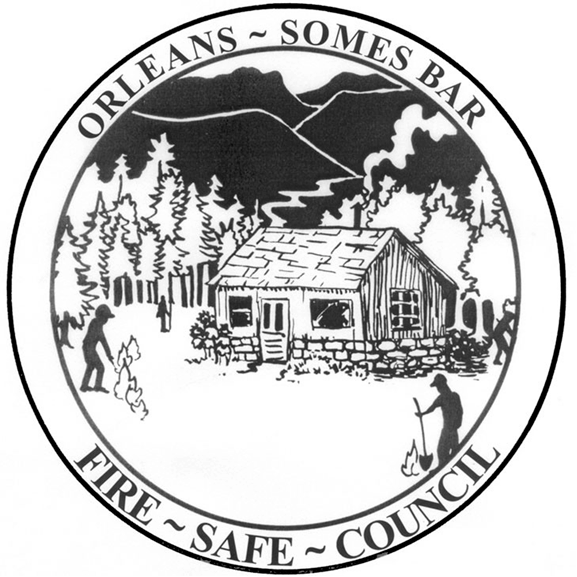 ORLEANS ~ SOMES BAR
FIRE ~ SAFE ~ COUNCIL